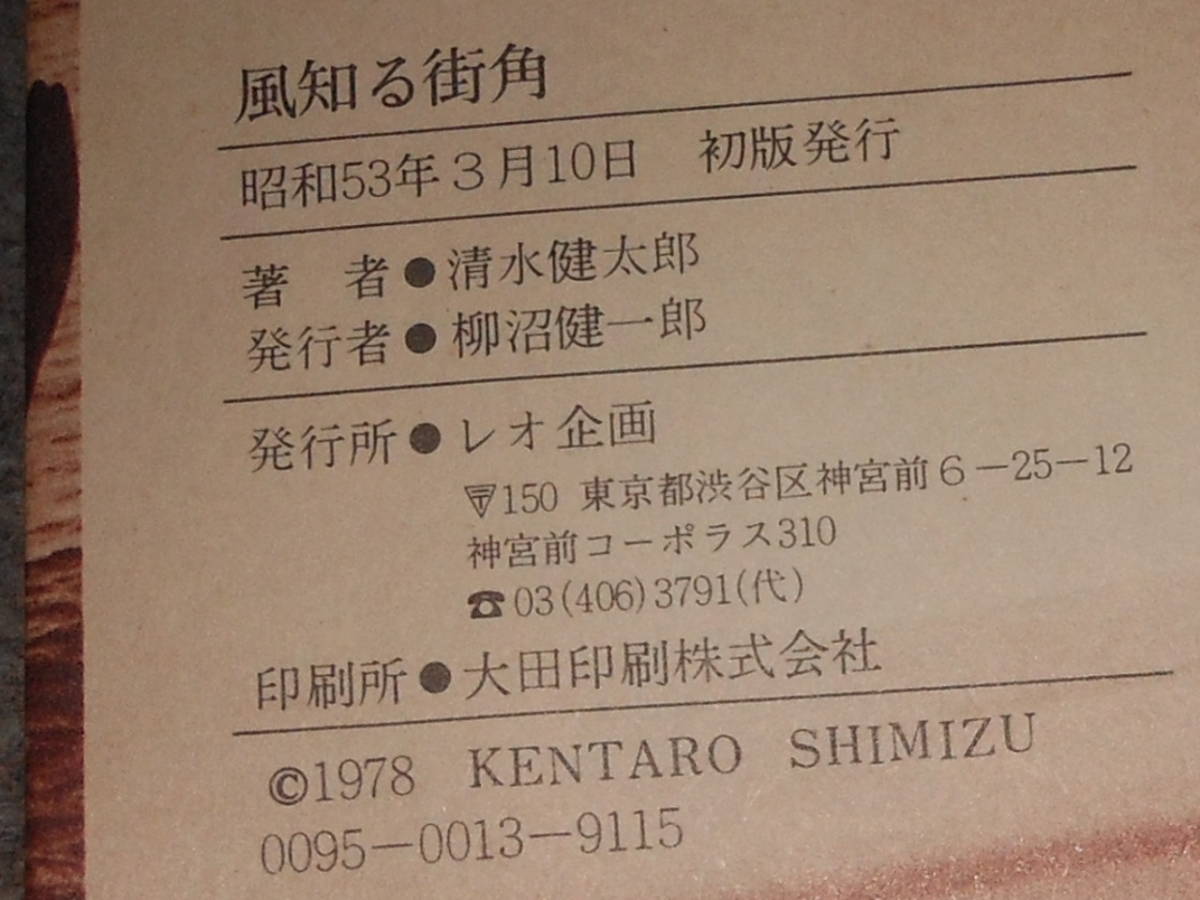 風知る街角
昭和53年3月10日　初版発行
著　者●清水健太郎
発行者●柳沼健一郎
発行所●レオ企画
〒150 東京都渋谷区神宮前6－25－12
神宮前コーポラス310
☎03(406)3791(代)
印刷所●大田印刷株式会社
©1978　KENTARO　SHIMIZU
0095－0013－9115